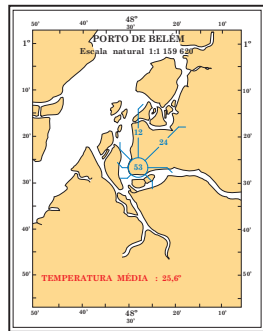 48°
50' 40' 20' 10'
PORTO DE BELÉM
Escala natural 1:1 159 620
1° 1°
10' 10'
12
20' 20'
24
53
30' 30'
40' 40'
TEMPERATURA MÉDIA : 25,6°
50' 50'
50' 40' 30' 20' 10'
48°